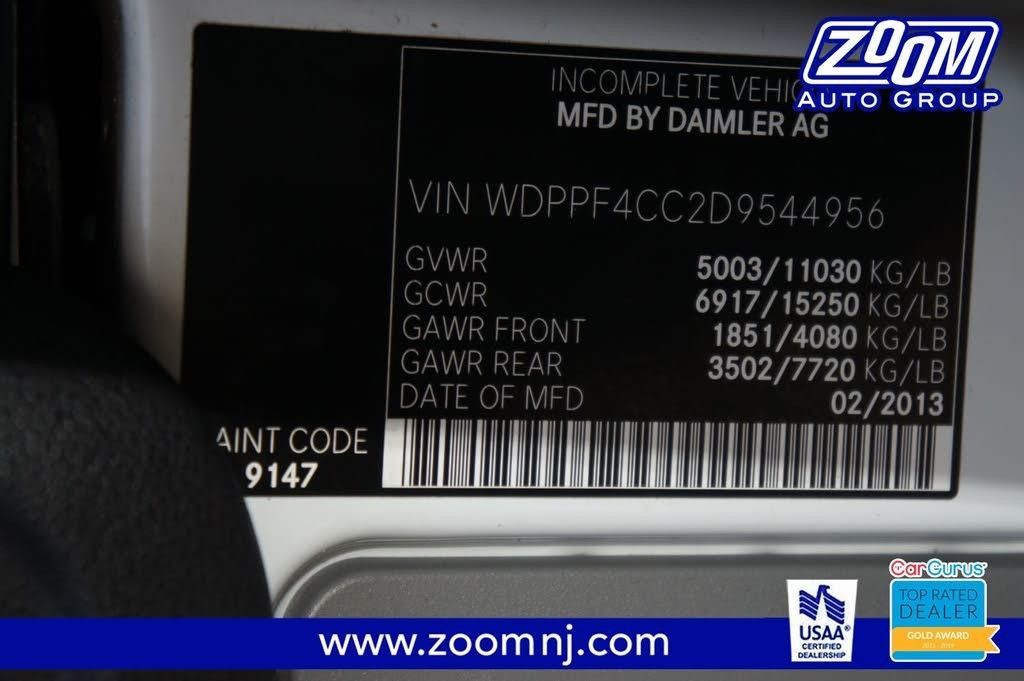 ZOOM
AUTO GROUP
INCOMPLETE
MFD BY DAIMLER AG
VIN WDPPF4CC2D9544956
GVWR 5003/11030 KG/LB
GCWR 6917/15250 KG/LB
GAWR FRONT 1851/4080 KG/LB
GAWR REAR 3502/7720 KG/LB
DATE OF MFD 02/2013
AINT CODE
9147
CarGurus
TOP RATED
DEALER
GOLD AWARD
USAA®
CERTIFIED
DEALERSHIP
www.zoomnj.com